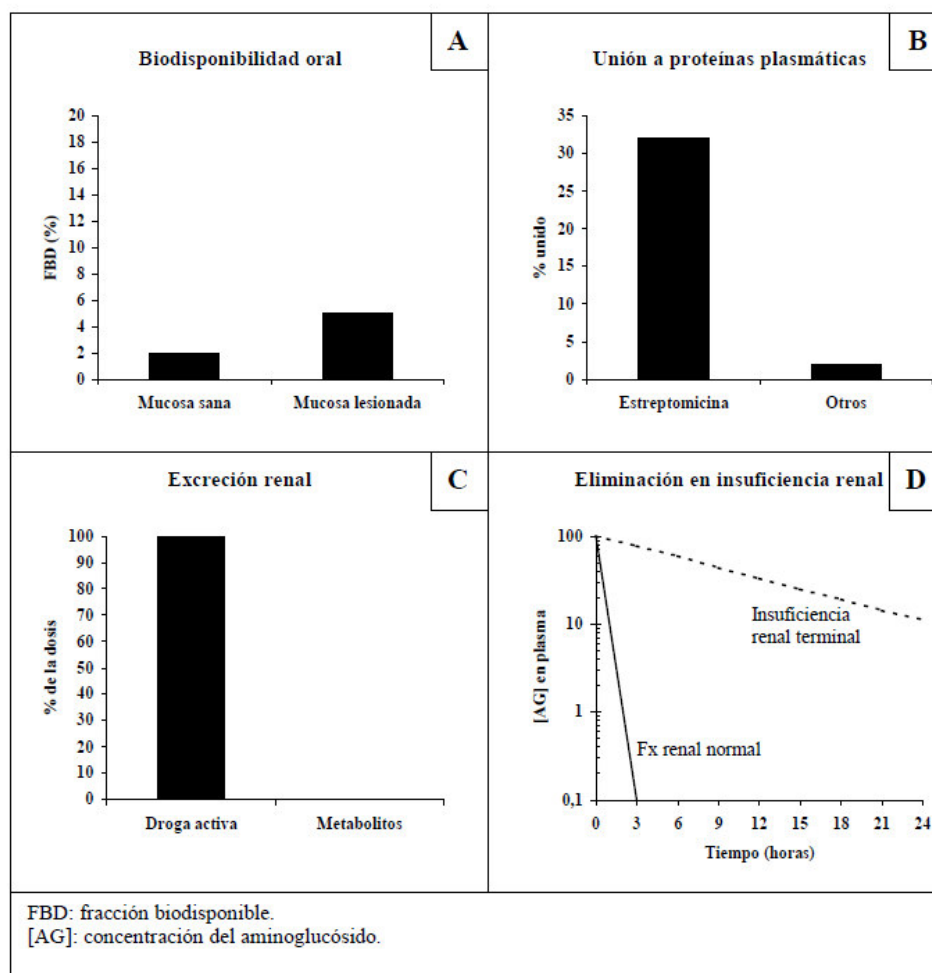 A
Biodisponibilidad oral
FBD (%)
20
18
16
14
12
10
8
6
4
2
0
Mucosa sana
Mucosa lesionada
B
Unión a proteínas plasmáticas
% unido
35
30
25
20
15
10
5
0
Estreptomicina
Otros
C
Excreción renal
% de la dosis
100
90
80
70
60
50
40
30
20
10
0
Droga activa
Metabolitos
D
Eliminación en insuficiencia renal
[AG] en plasma
100
10
1
0,1
Insuficiencia
renal terminal
Fx renal normal
0 3 6 9 12 15 18 21 24
Tiempo (horas)
FBD: fracción biodisponible.
[AG]: concentración del aminoglucósido.